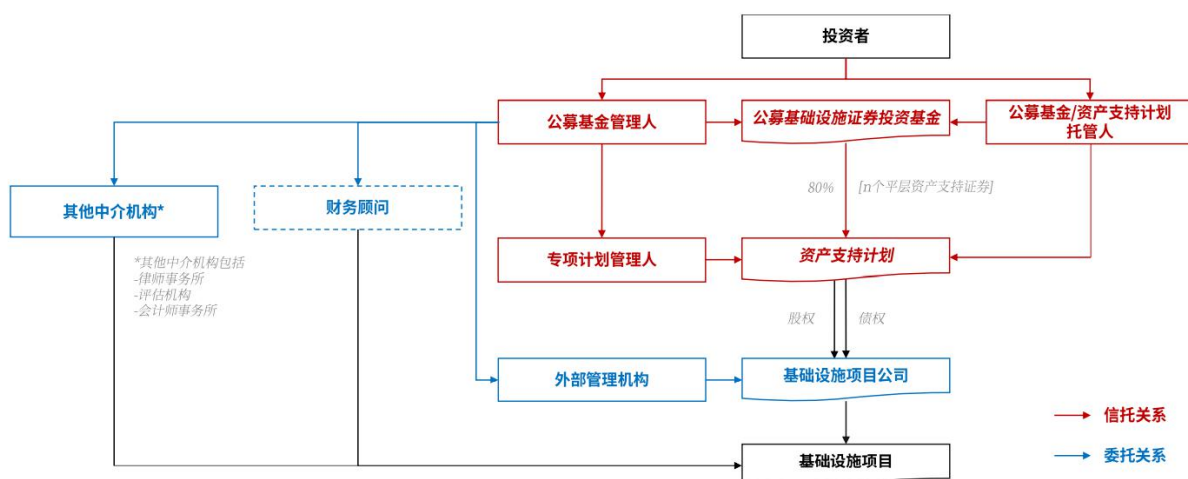 投资者
公募基金管理人
公募基础设施证券投资基金
公募基金/资产支持计划
托管人
80%
[n个平层资产支持证券]
其他中介机构*
财务顾问
*其他中介机构包括
-律师事务所
-评估机构
-会计师事务所
专项计划管理人
资产支持计划
股权
债权
外部管理机构
基础设施项目公司
信托关系
委托关系
基础设施项目